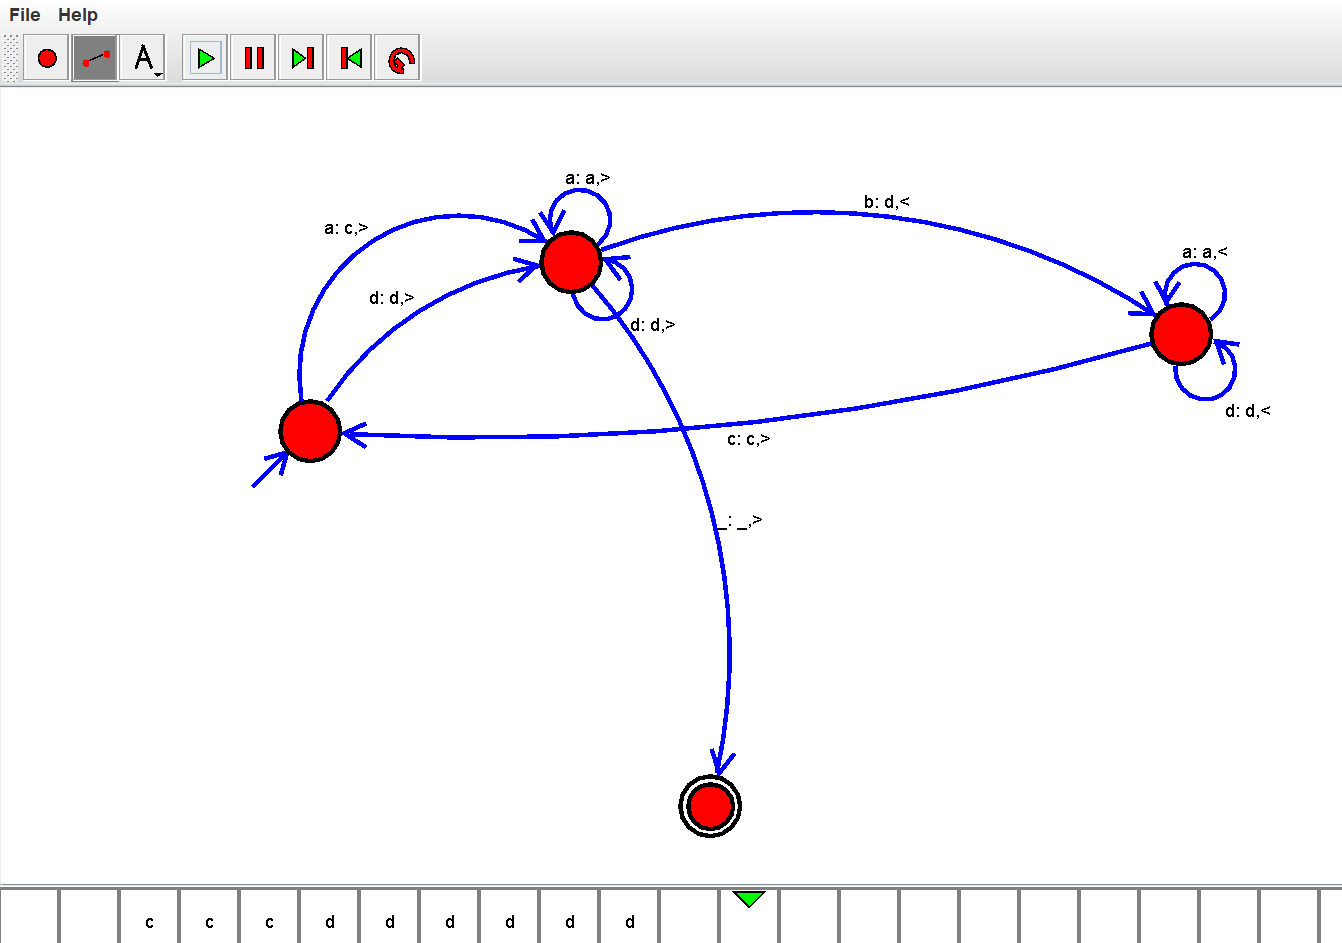 File Help
A
a: a,>
b: d,<
a: c,>
a: a,<
d: d,>
d: d,>
d: d,<
c: c,>
_: _,>
c c c d d d d d d